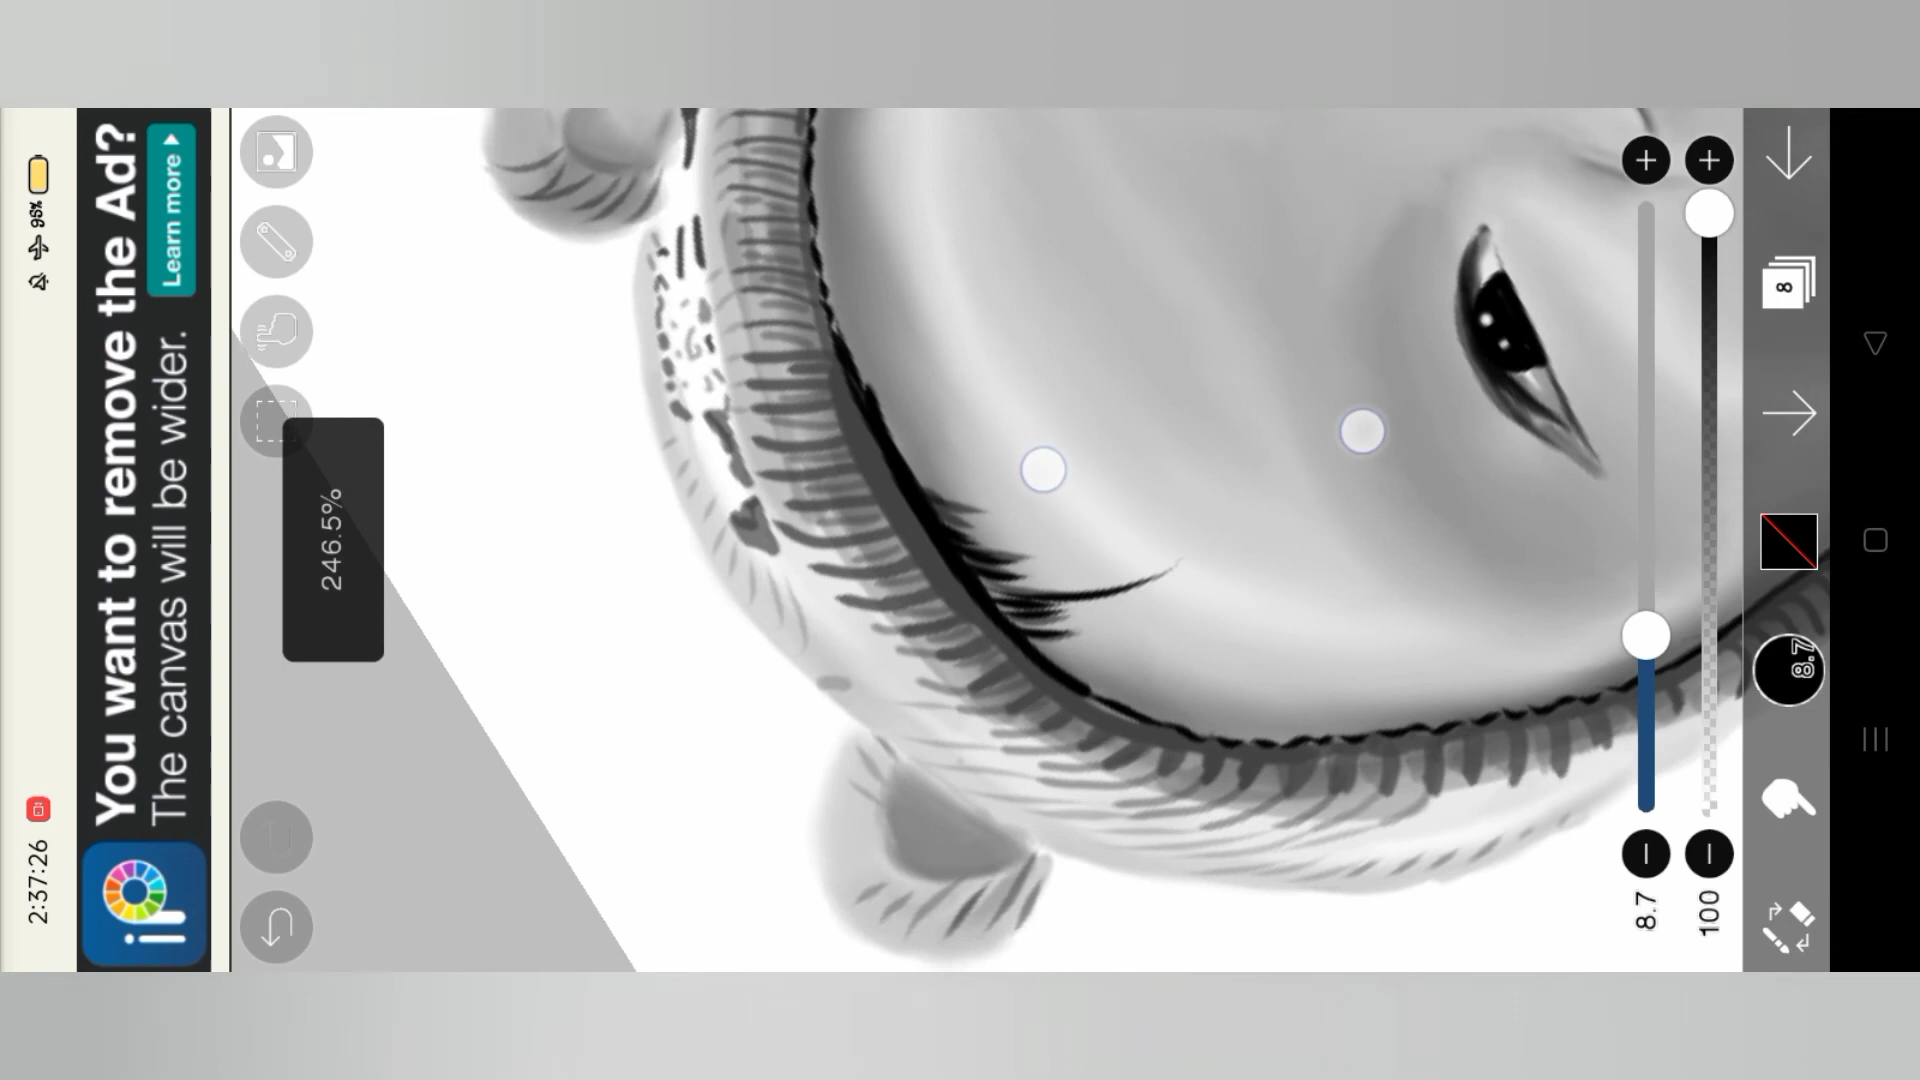 2:37:26
95%
You want to remove the Ad?
The canvas will be wider.
Learn more
246.5%
8.7
100
8
8.7